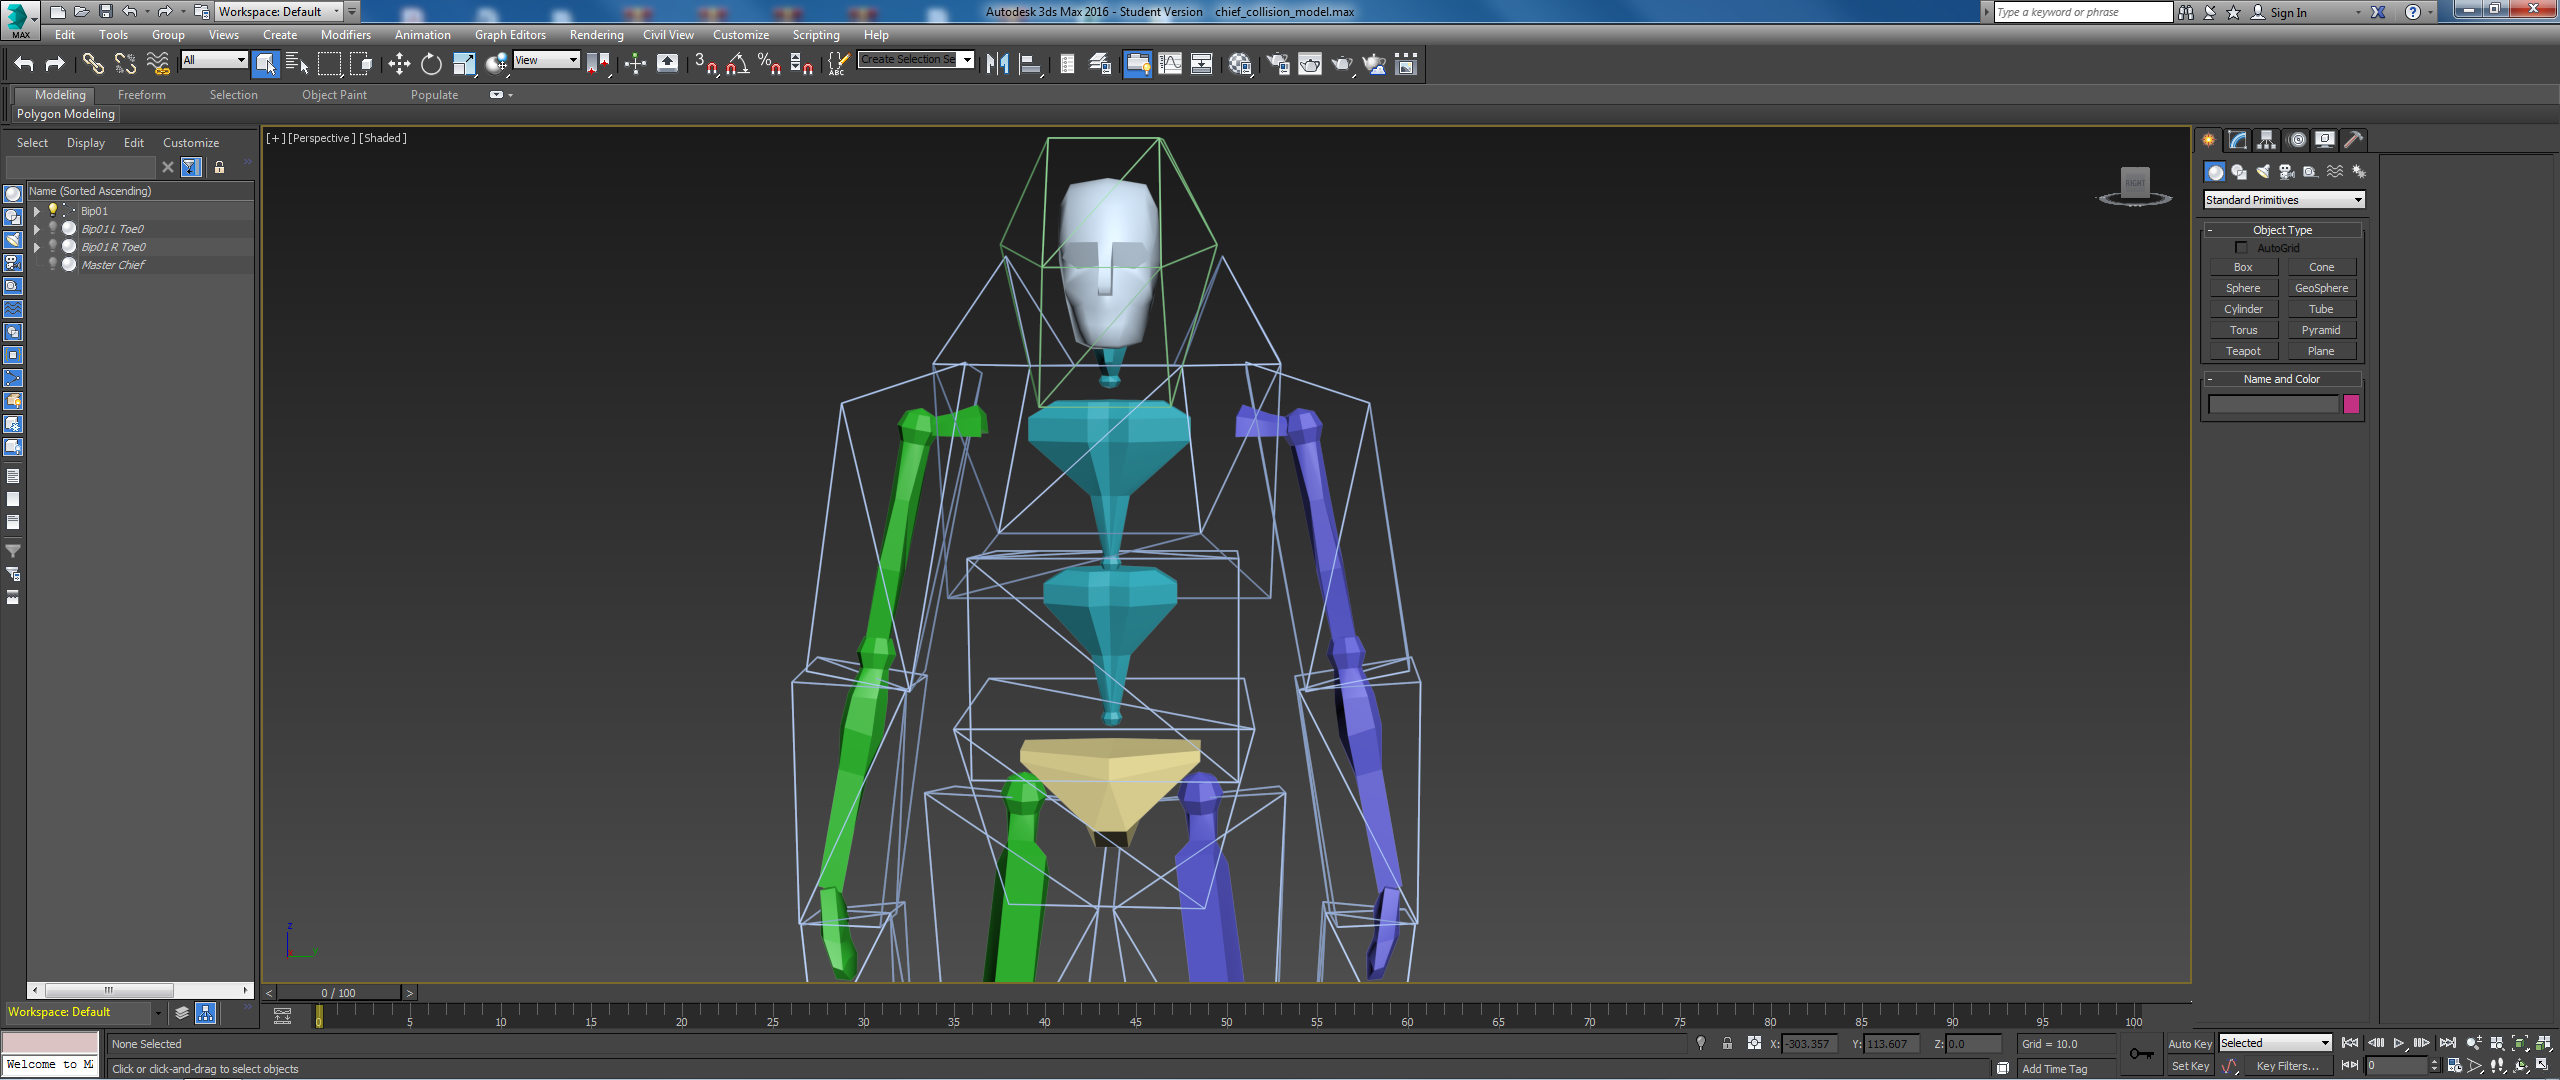 Workspace: Default
Autodesk 3ds Max 2016 - Student Version chief_collision_model.max
Type a keyword or phrase
Sign In
MAX
Edit Tools Group Views Create Modifiers Animation Graph Editors Rendering Civil View Customize Scripting Help
All
View
3
ABC
Create Selection Se
Modeling Freeform Selection Object Paint Populate
Polygon Modeling
Select Display Edit Customize
Name (Sorted Ascending)
Bip01
Bip01 L Toe0
Bip01 R Toe0
Master Chief
[+] [Perspective] [Shaded]
RIGHT
z
y
Standard Primitives
- Object Type
AutoGrid
Box Cone
Sphere GeoSphere
Cylinder Tube
Torus Pyramid
Teapot Plane
- Name and Color
< 0 / 100 >
Workspace: Default
0 5 10 15 20 25 30 35 40 45 50 55 60 65 70 75 80 85 90 95 100
None Selected
X: -303.357 Y: 113.607 Z: 0.0
Grid = 10.0
Auto Key Selected
Welcome to M
Click or click-and-drag to select objects
Add Time Tag
Set Key Key Filters...
0